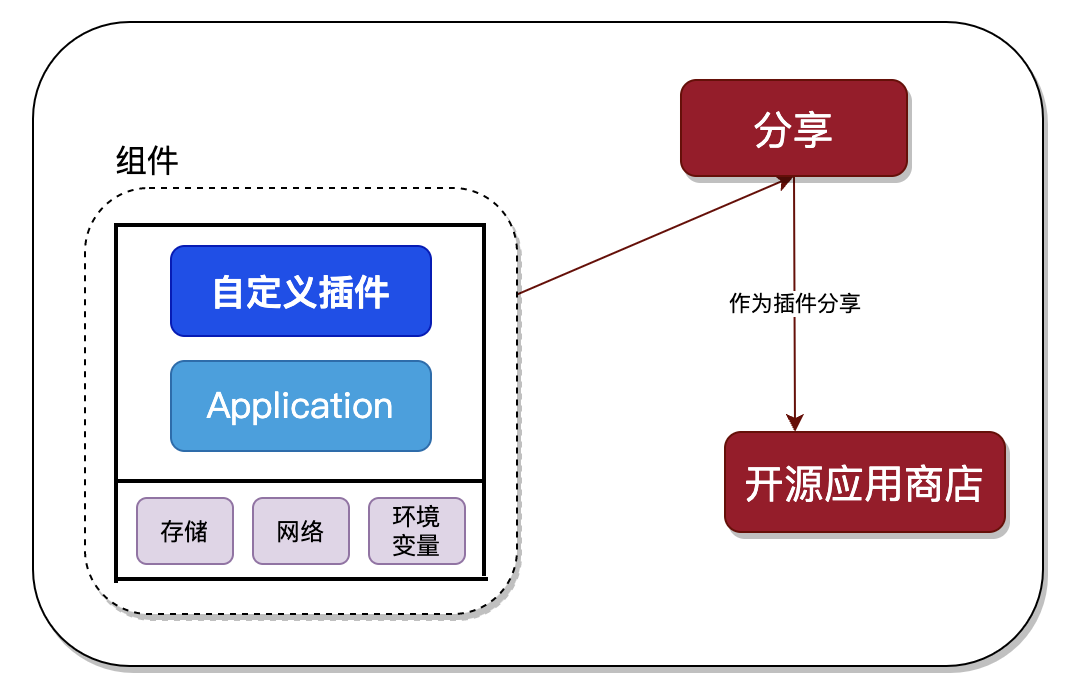 分享
组件
自定义插件
作为插件分享
Application
开源应用商店
存储
网络
环境
变量